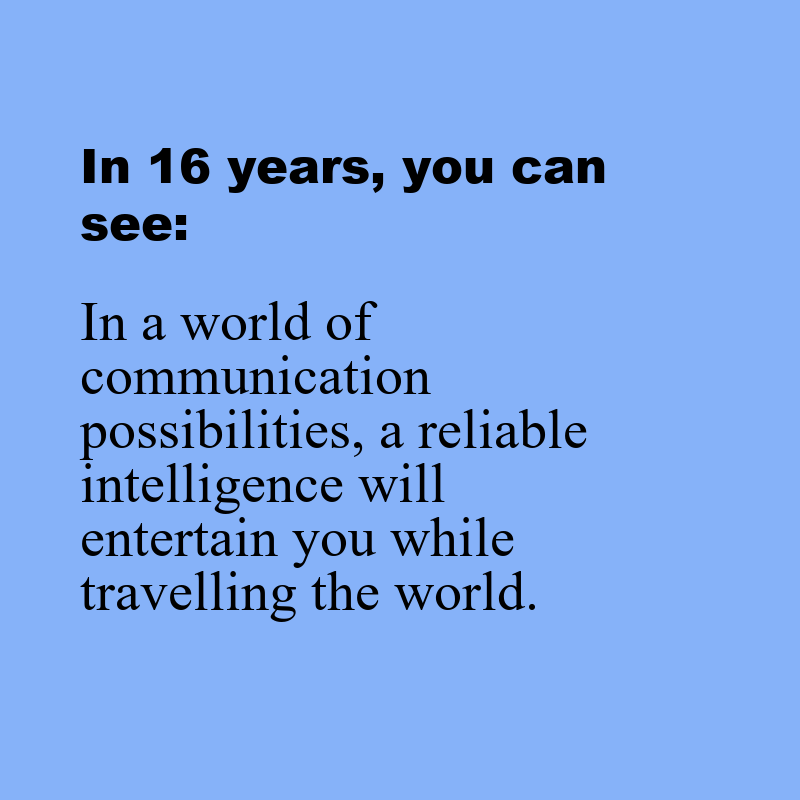 In 16 years, you can
see:
In a world of
communication
possibilities, a reliable
intelligence will
entertain you while
travelling the world.